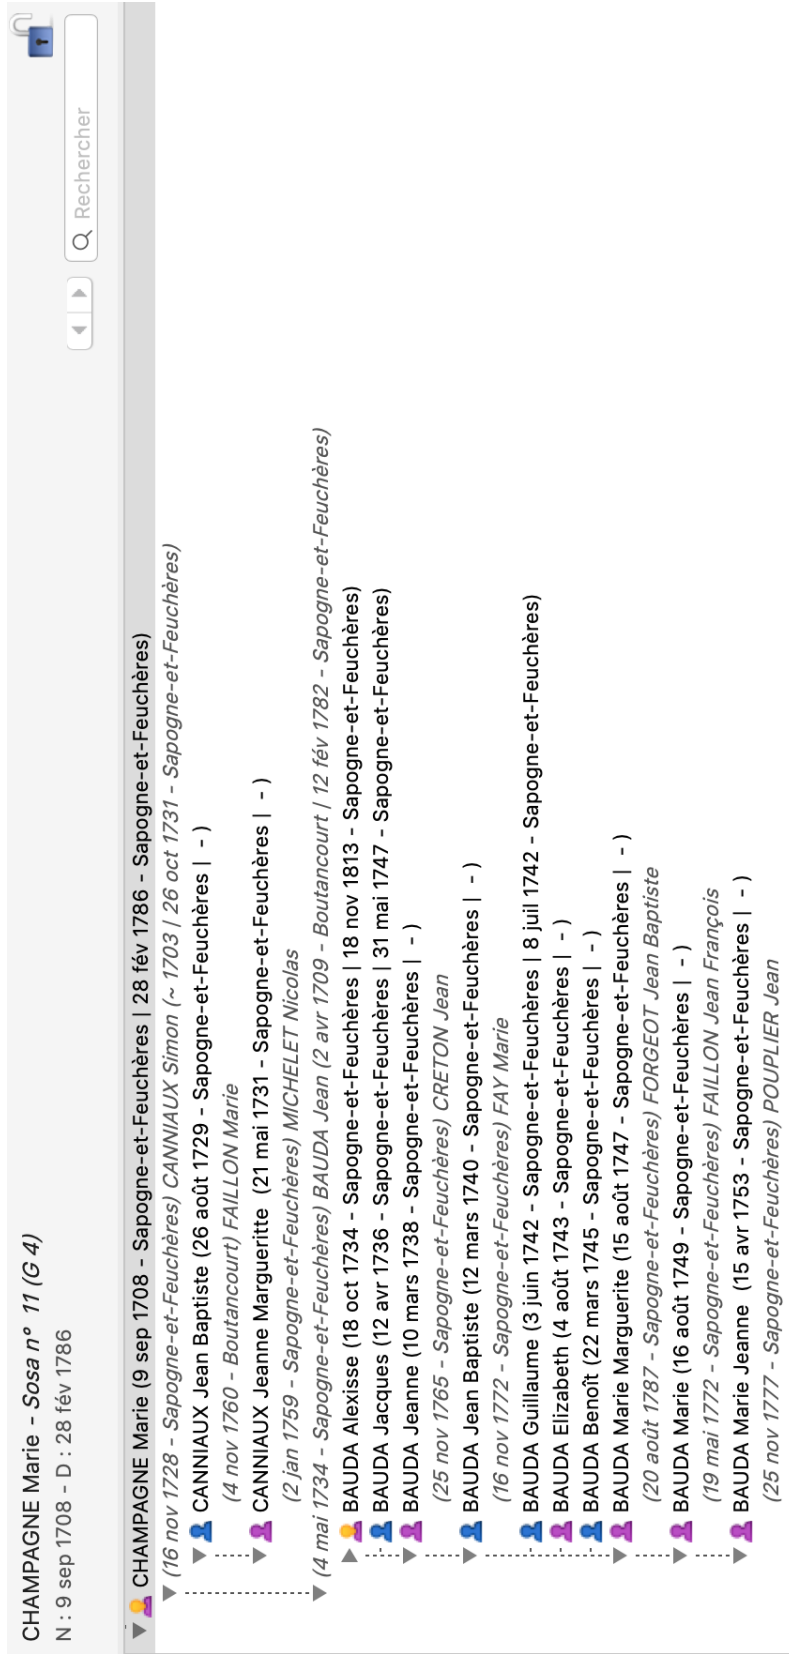 CHAMPAGNE Marie - Sosa n° 11 (G 4)
N : 9 sep 1708 - D : 28 fév 1786
Rechercher
CHAMPAGNE Marie (9 sep 1708 - Sapogne-et-Feuchères | 28 fév 1786 - Sapogne-et-Feuchères)
(16 nov 1728 - Sapogne-et-Feuchères) CANNIAUX Simon (~ 1703 | 26 oct 1731 - Sapogne-et-Feuchères)
CANNIAUX Jean Baptiste (26 août 1729 - Sapogne-et-Feuchères | - )
(4 nov 1760 - Boutancourt) FAILLON Marie
CANNIAUX Jeanne Margueritte (21 mai 1731 - Sapogne-et-Feuchères | - )
(2 jan 1759 - Sapogne-et-Feuchères) MICHELET Nicolas
(4 mai 1734 - Sapogne-et-Feuchères) BAUDA Jean (2 avr 1709 - Boutancourt | 12 fév 1782 - Sapogne-et-Feuchères)
BAUDA Alexisse (18 oct 1734 - Sapogne-et-Feuchères | 18 nov 1813 - Sapogne-et-Feuchères)
BAUDA Jacques (12 avr 1736 - Sapogne-et-Feuchères | 31 mai 1747 - Sapogne-et-Feuchères)
BAUDA Jeanne (10 mars 1738 - Sapogne-et-Feuchères | - )
(25 nov 1765 - Sapogne-et-Feuchères) CRETON Jean
BAUDA Jean Baptiste (12 mars 1740 - Sapogne-et-Feuchères | - )
(16 nov 1772 - Sapogne-et-Feuchères) FAY Marie
BAUDA Guillaume (3 juin 1742 - Sapogne-et-Feuchères | 8 juil 1742 - Sapogne-et-Feuchères)
BAUDA Elizabeth (4 août 1743 - Sapogne-et-Feuchères | - )
BAUDA Benoît (22 mars 1745 - Sapogne-et-Feuchères | - )
BAUDA Marie Marguerite (15 août 1747 - Sapogne-et-Feuchères | - )
(20 août 1787 - Sapogne-et-Feuchères) FORGEOT Jean Baptiste
BAUDA Marie (16 août 1749 - Sapogne-et-Feuchères | - )
(19 mai 1772 - Sapogne-et-Feuchères) FAILLON Jean François
BAUDA Marie Jeanne (15 avr 1753 - Sapogne-et-Feuchères | - )
(25 nov 1777 - Sapogne-et-Feuchères) POUPLIER Jean